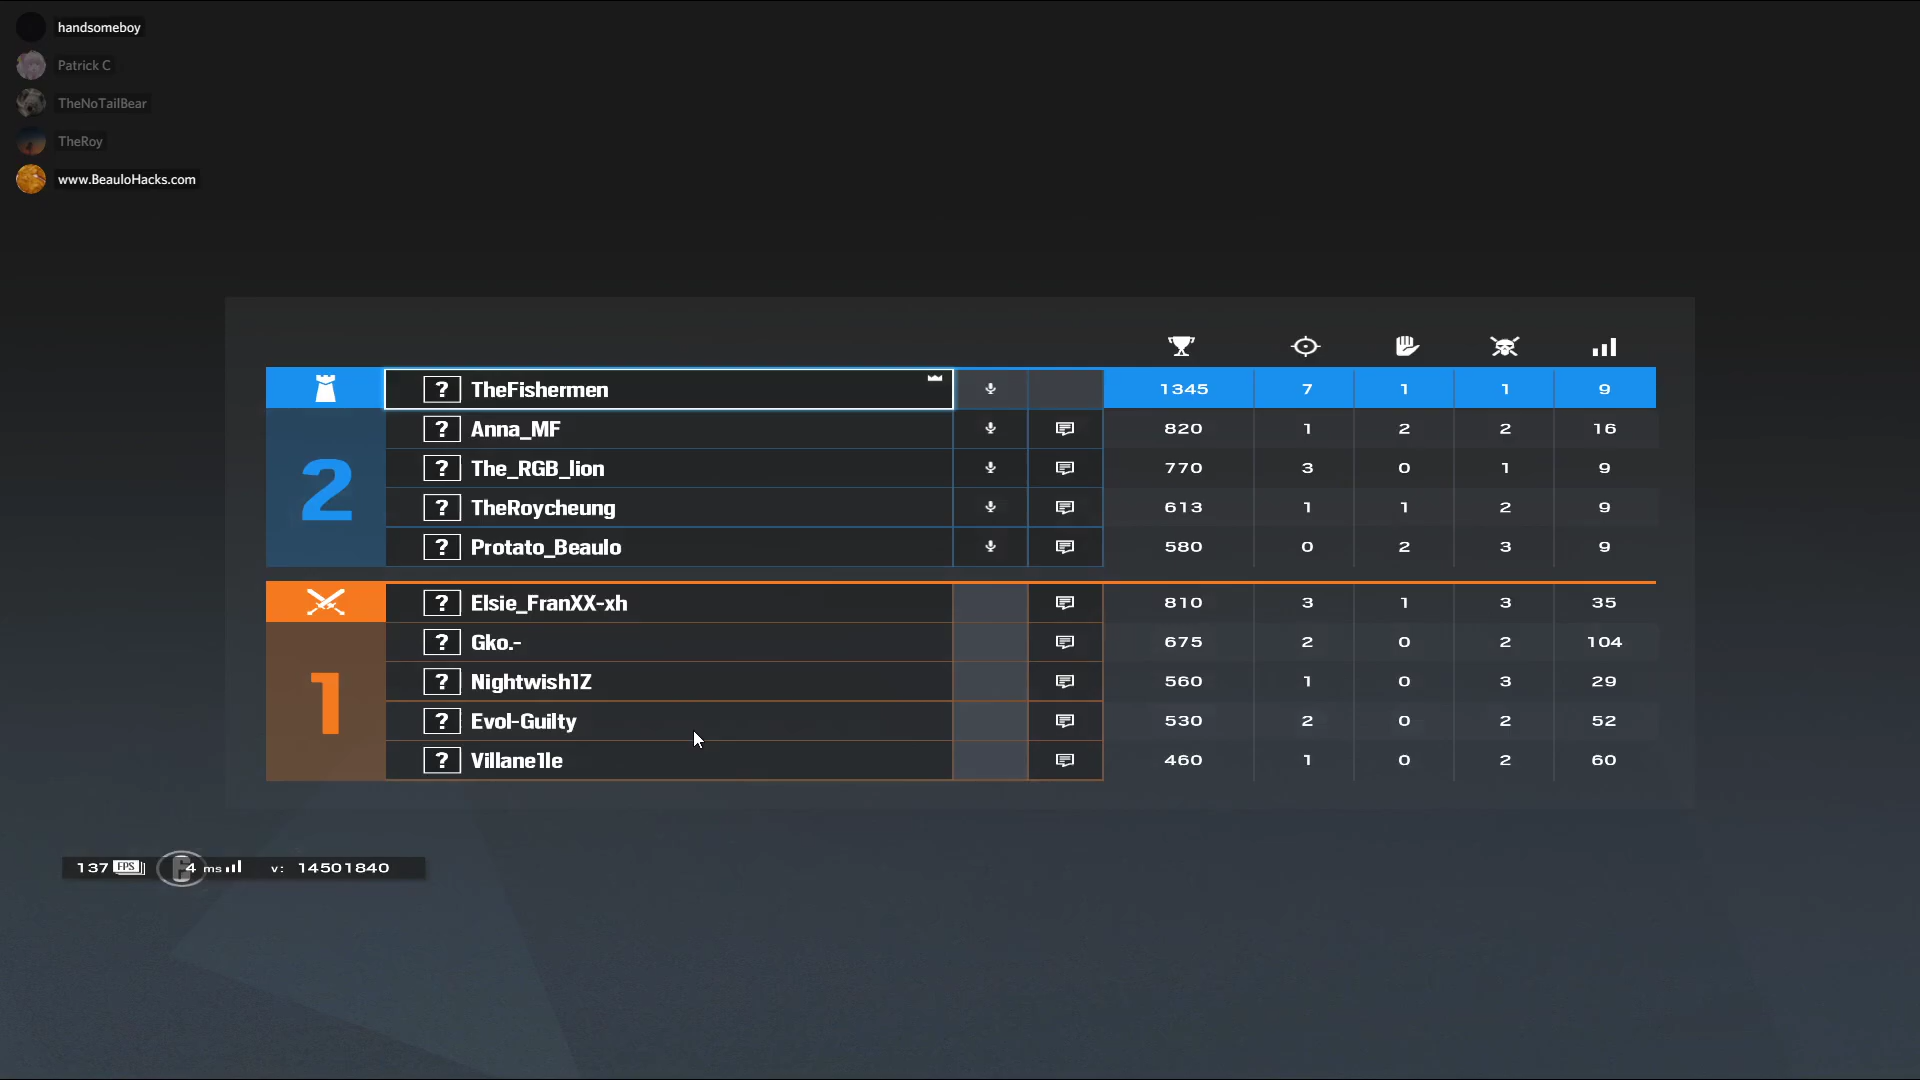 handsomeboy
Patrick C
TheNoTailBear
TheRoy
www.BeauloHacks.com
? TheFishermen 1345 7 1 1 9
? Anna_MF 820 1 2 2 16
2
? The_RGB_lion 770 3 0 1 9
? TheRoycheung 613 1 1 2 9
? Protato_Beaulo 580 0 2 3 9
? Elsie_FranXX-xh 810 3 1 3 35
? Gko.- 675 2 0 2 104
1
? Nightwish1Z 560 1 0 3 29
? Evol-Guilty 530 2 0 2 52
? Villane1le 460 1 0 2 60
137 FPS 4 ms v: 14501840